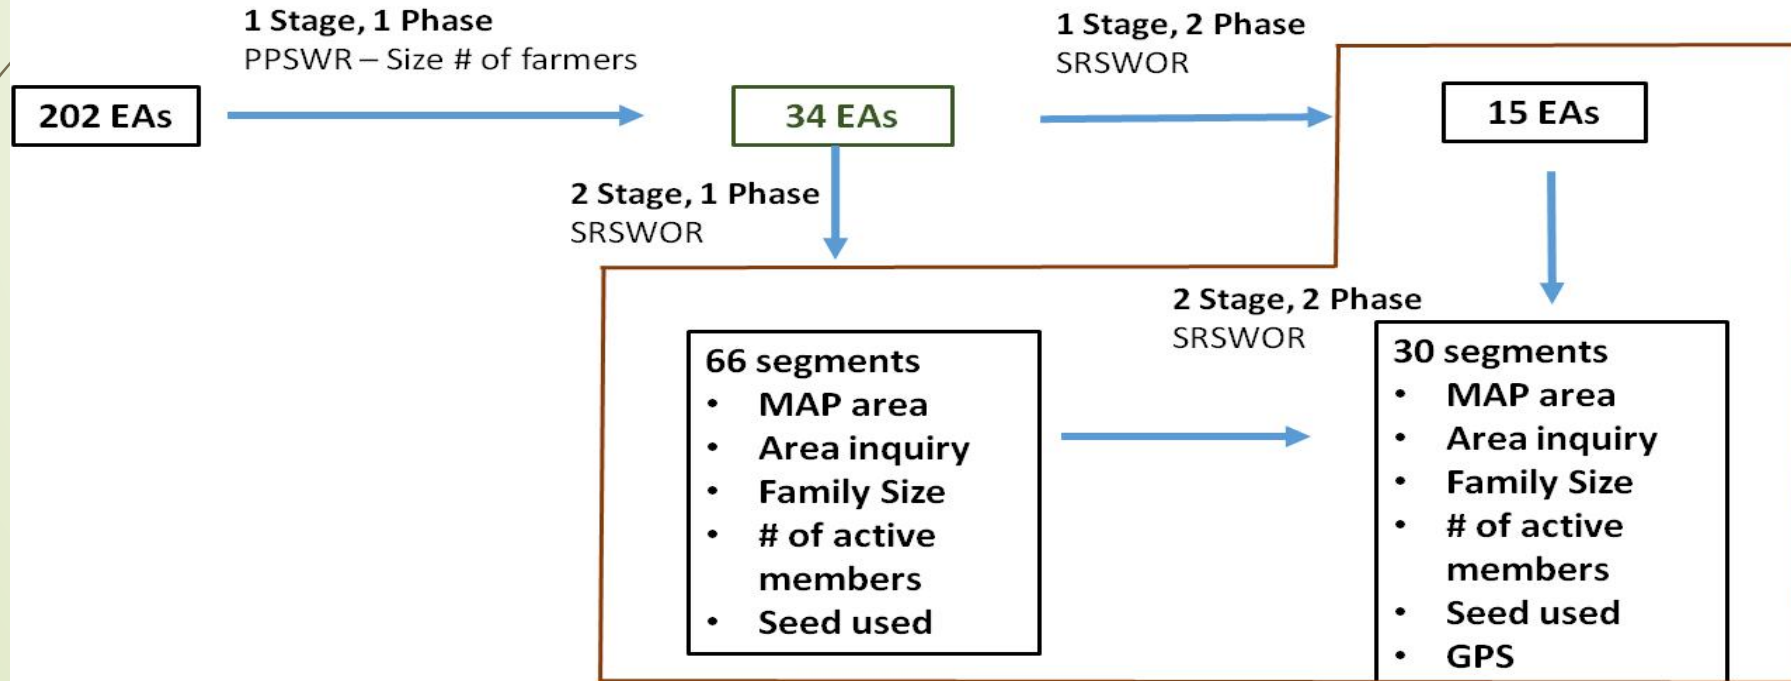 1 Stage, 1 Phase
PPSWR – Size # of farmers
1 Stage, 2 Phase
SRSWOR
202 EAs
34 EAs
15 EAs
2 Stage, 1 Phase
SRSWOR
2 Stage, 2 Phase
SRSWOR
66 segments
• MAP area
• Area inquiry
• Family Size
• # of active
members
• Seed used
30 segments
• MAP area
• Area inquiry
• Family Size
• # of active
members
• Seed used
• GPS